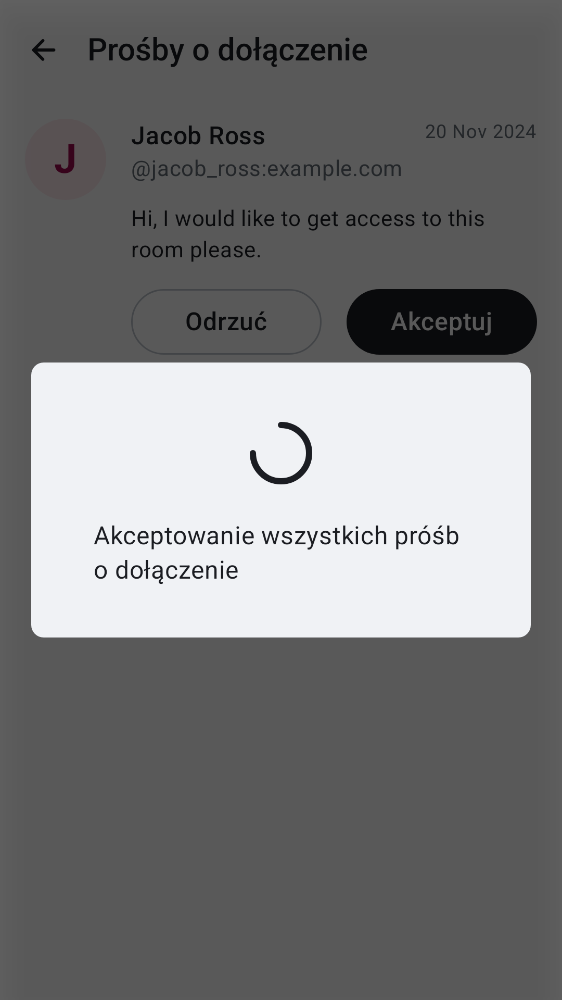 Prośby o dołączenie
J
Jacob Ross
20 Nov 2024
@jacob_ross:example.com
Hi, I would like to get access to this
room please.
Odrzuć
Akceptuj
Akceptowanie wszystkich próśb
o dołączenie